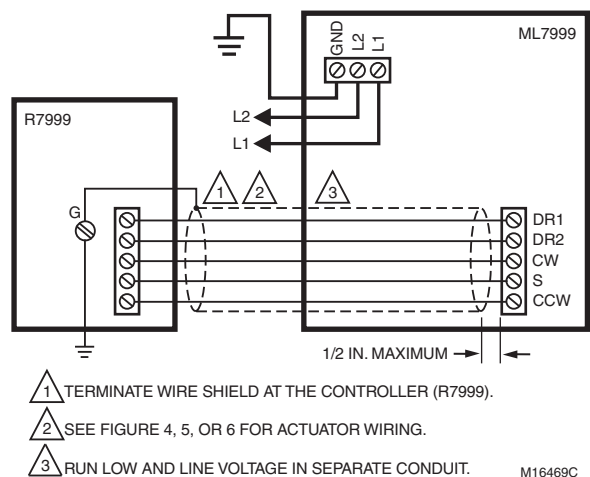 ML7999
GND
L2
L1
L2
L1
R7999
G
1
2
3
DR1
DR2
CW
S
CCW
1/2 IN. MAXIMUM
1 TERMINATE WIRE SHIELD AT THE CONTROLLER (R7999).
2 SEE FIGURE 4, 5, OR 6 FOR ACTUATOR WIRING.
3 RUN LOW AND LINE VOLTAGE IN SEPARATE CONDUIT.
M16469C